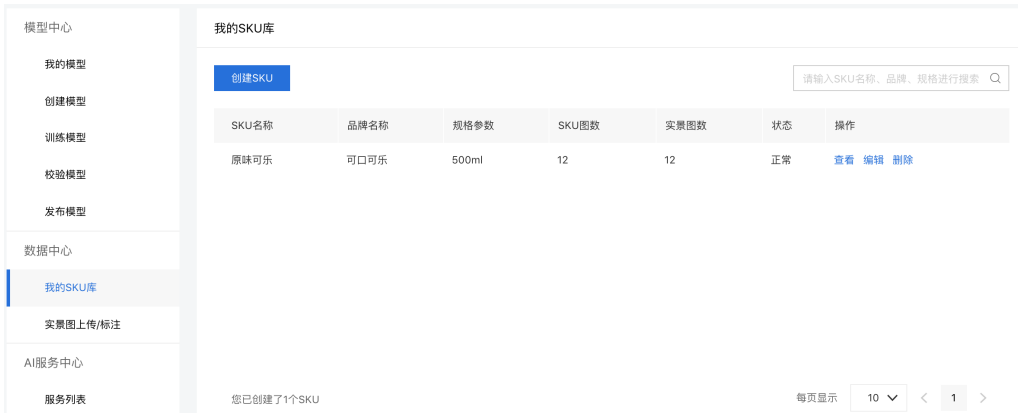 模型中心
我的模型
创建模型
训练模型
校验模型
发布模型
数据中心
我的SKU库
实景图上传/标注
AI服务中心
服务列表
我的SKU库
创建SKU
请输入SKU名称、品牌、规格进行搜索
SKU名称 品牌名称 规格参数 SKU图数 实景图数 状态 操作
原味可乐 可口可乐 500ml 12 12 正常 查看 编辑 删除
您已创建了1个SKU
每页显示 10 1